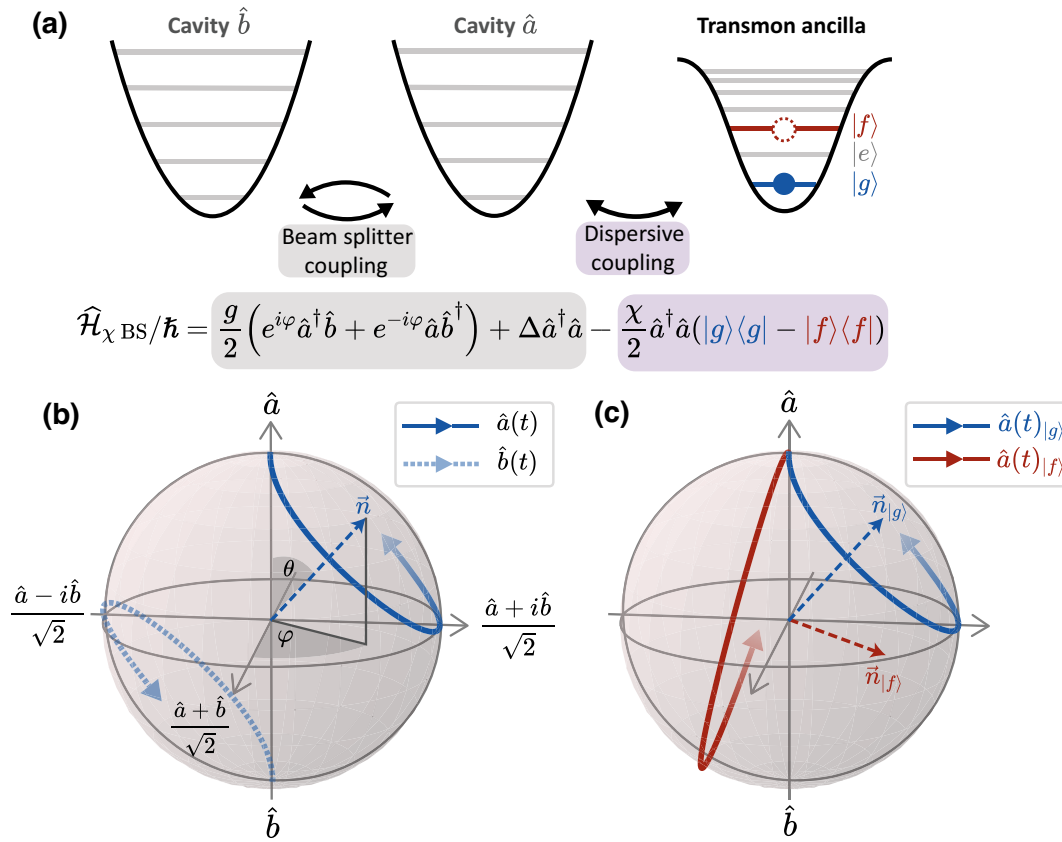 (a)
Cavity b̂
Cavity â
Transmon ancilla
|f⟩
|e⟩
|g⟩
Beam splitter
coupling
Dispersive
coupling
Ĥ_{χ BS}/ℏ = g/2 (e^{iφ} â†b̂ + e^{-iφ} âb̂†) + Δâ†â − χ/2 â†â(|g⟩⟨g| − |f⟩⟨f|)
(b)
â
â(t)
b̂(t)
n⃗
θ
φ
(â − ib̂)/√2
(â + ib̂)/√2
(â + b̂)/√2
b̂
(c)
â
â(t)_{|g⟩}
â(t)_{|f⟩}
n⃗_{|g⟩}
n⃗_{|f⟩}
b̂